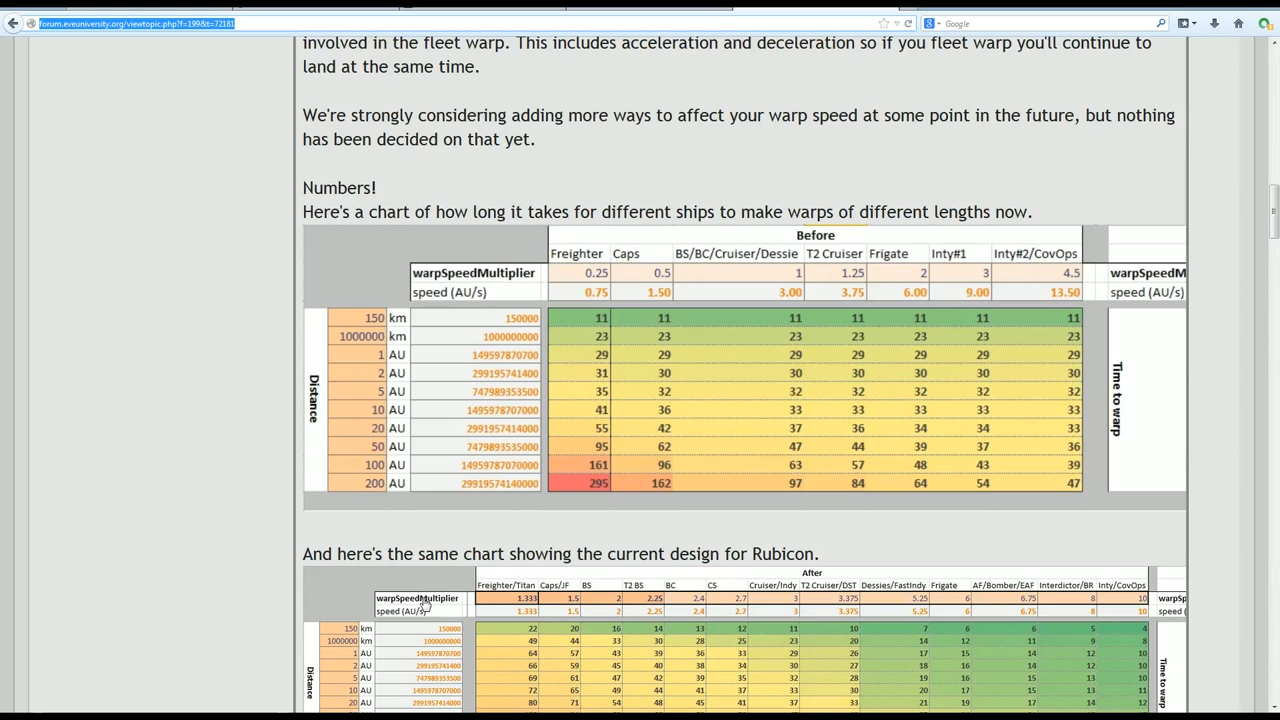 forum.eveuniversity.org/viewtopic.php?f=199&t=72181
Google
involved in the fleet warp. This includes acceleration and deceleration so if you fleet warp you'll continue to
land at the same time.
We're strongly considering adding more ways to affect your warp speed at some point in the future, but nothing
has been decided on that yet.
Numbers!
Here's a chart of how long it takes for different ships to make warps of different lengths now.
Before
Freighter Caps BS/BC/Cruiser/Dessie T2 Cruiser Frigate Inty#1 Inty#2/CovOps
warpSpeedMultiplier 0.25 0.5 1 1.25 2 3 4.5 warpSpeedM
speed (AU/s) 0.75 1.50 3.00 3.75 6.00 9.00 13.50 speed (AU/s)
Distance
Time to warp
150 km 150000 11 11 11 11 11 11 11
1000000 km 1000000000 23 23 23 23 23 23 23
1 AU 149597870700 29 29 29 29 29 29 29
2 AU 299195741400 31 30 30 30 30 30 30
5 AU 747989353500 35 32 32 32 32 32 32
10 AU 1495978707000 41 36 33 33 33 33 33
20 AU 2991957414000 55 42 37 36 34 34 33
50 AU 7479893535000 95 62 47 44 39 37 36
100 AU 14959787070000 161 96 63 57 48 43 39
200 AU 29919574140000 295 162 97 84 64 54 47
And here's the same chart showing the current design for Rubicon.
After
Freighter/Titan Caps/JF BS T2 BS BC CS Cruiser/Indy T2 Cruiser/DST Dessies/FastIndy Frigate AF/Bomber/EAF Interdictor/BR Inty/CovOps
warpSpeedMultiplier 1.333 1.5 2 2.25 2.4 2.7 3 3.375 5.25 6 6.75 8 10 warpSp
speed (AU/s) 1.333 1.5 2 2.25 2.4 2.7 3 3.375 5.25 6 6.75 8 10 speed (
Distance
Time to warp
150 km 150000 22 20 16 14 13 12 11 10 7 6 6 5 4
1000000 km 1000000000 49 44 33 30 28 25 23 20 14 12 11 9 8
1 AU 149597870700 64 57 43 39 36 33 29 26 17 15 14 12 10
2 AU 299195741400 66 59 45 40 38 34 30 27 18 16 14 12 10
5 AU 747989353500 69 61 47 42 40 35 32 28 19 16 15 13 10
10 AU 1495978707000 72 65 49 44 41 37 33 30 20 17 15 13 11
20 AU 2991957414000 80 71 54 48 45 41 36 33 21 18 17 14 12